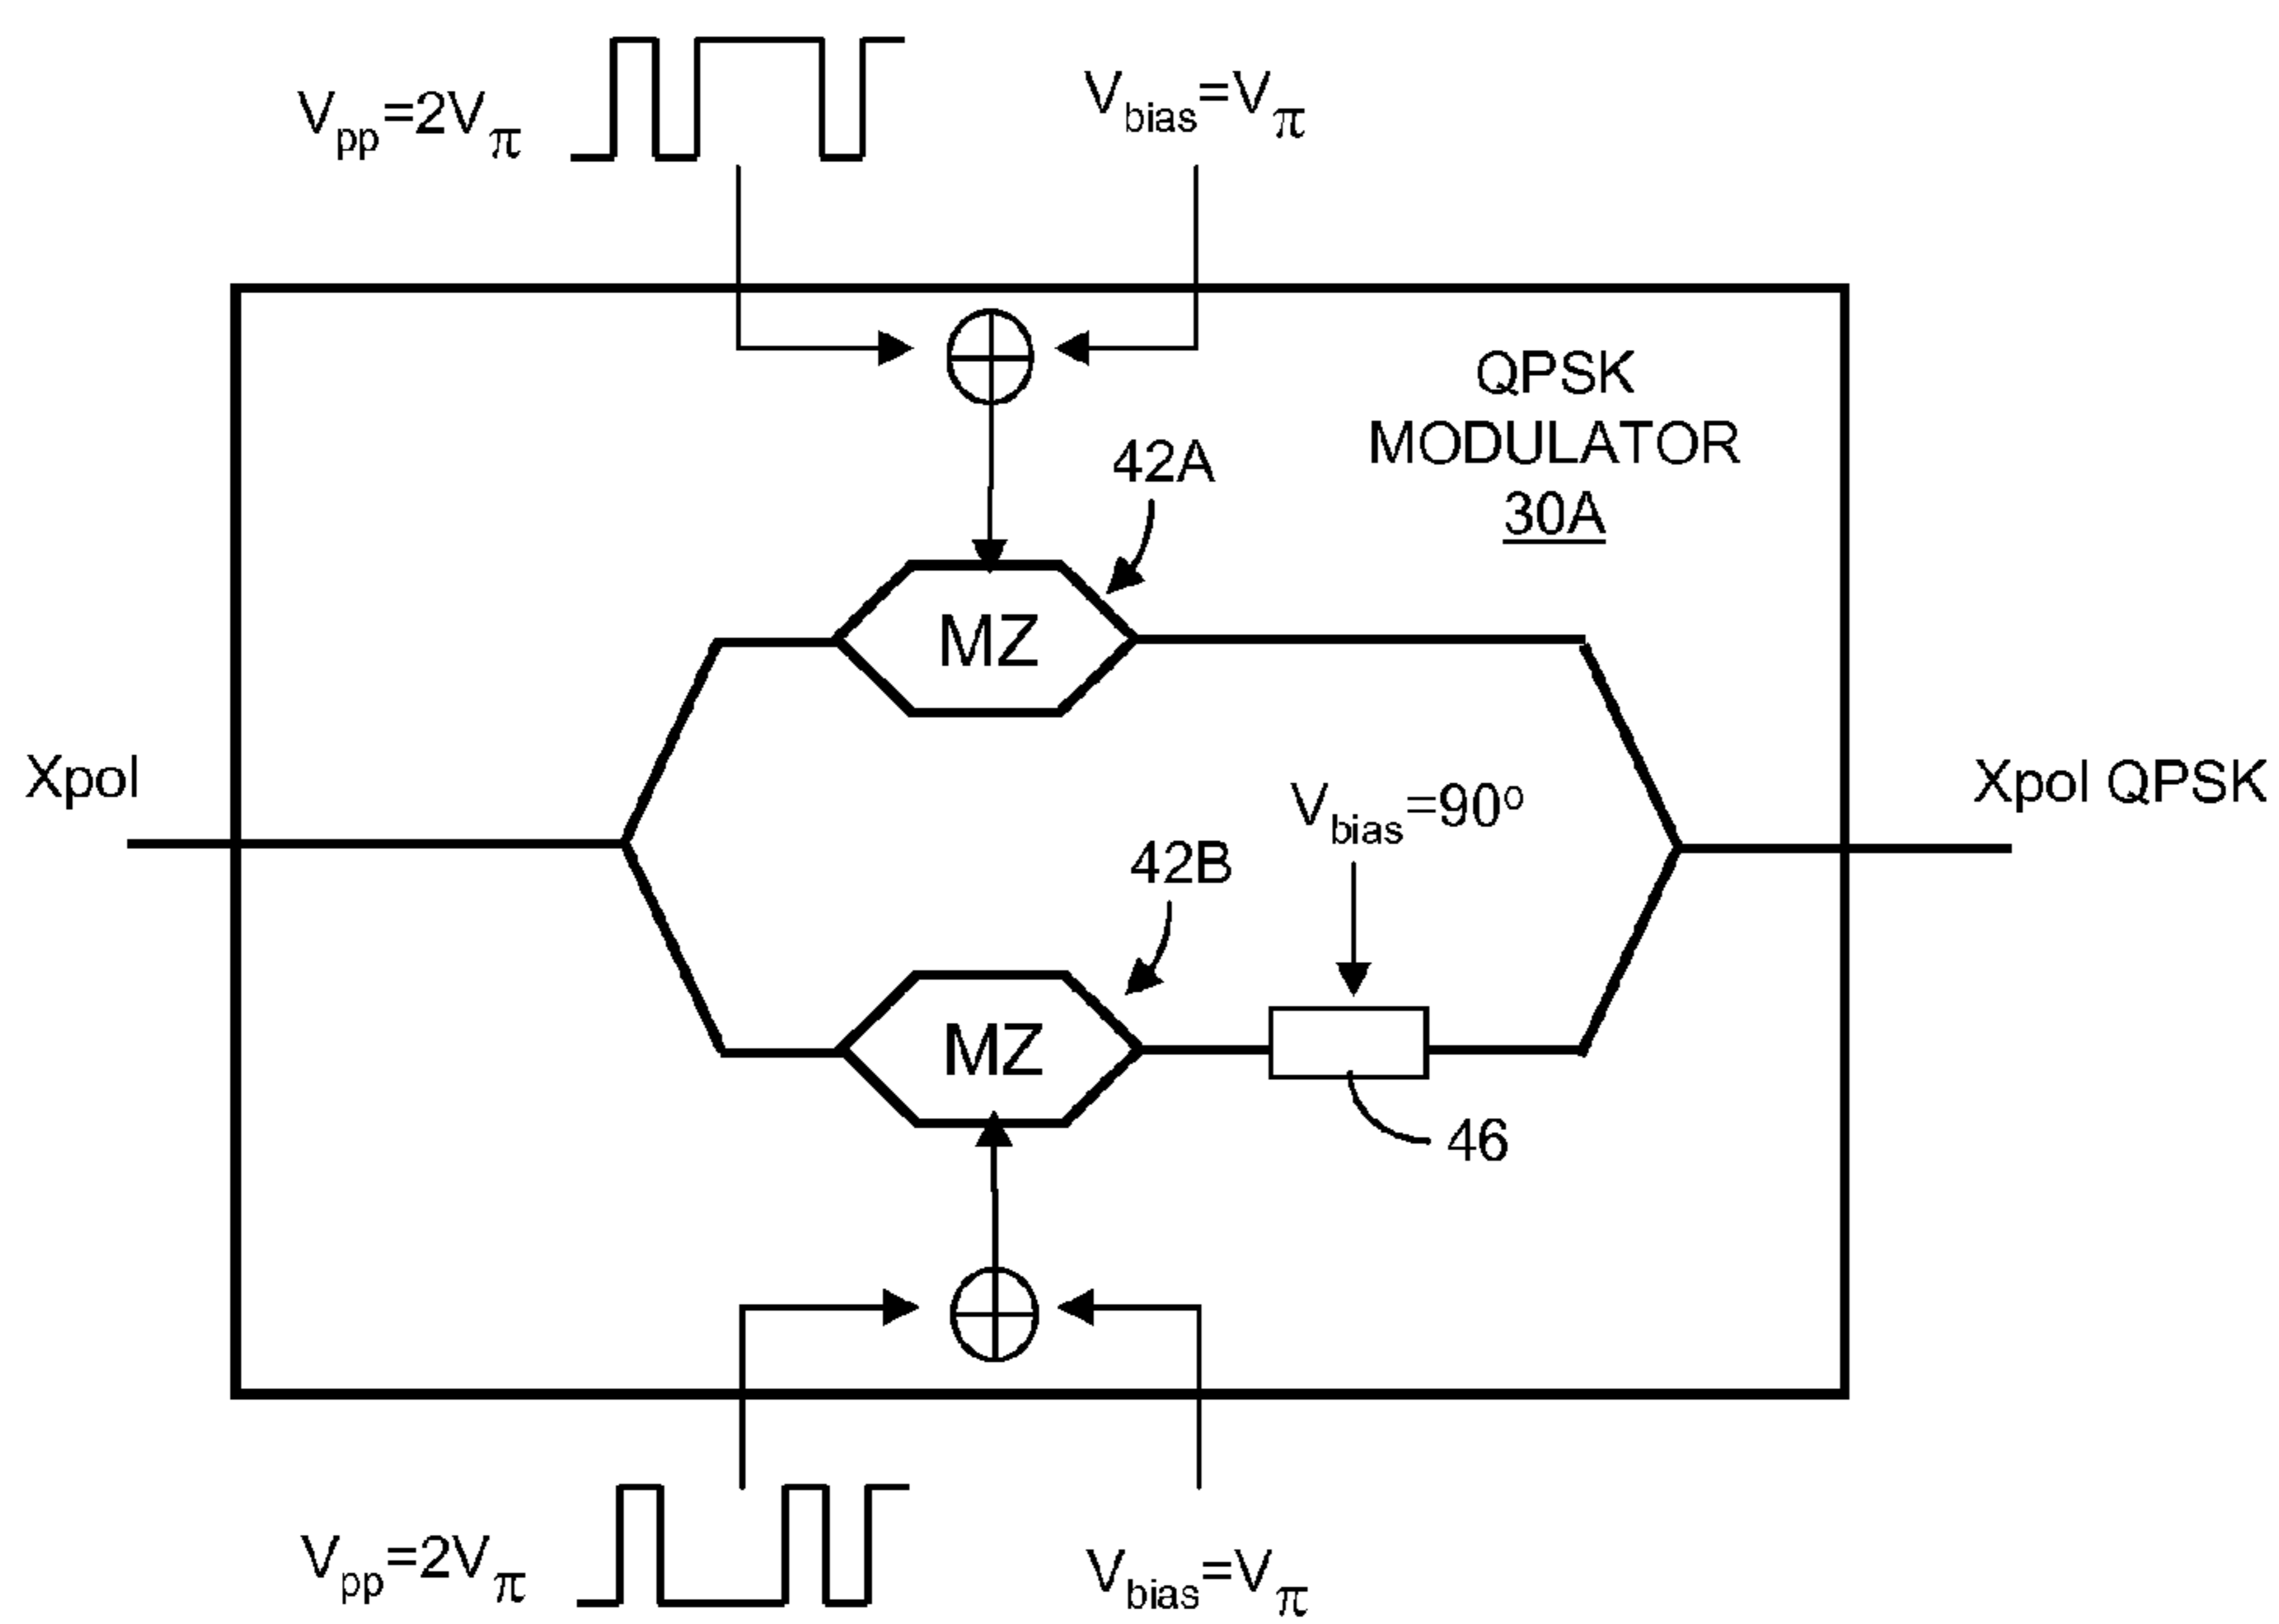 Vpp=2Vπ
Vbias=Vπ
QPSK
MODULATOR
30A
42A
MZ
Xpol
Vbias=90o
Xpol QPSK
42B
MZ
46
Vpp=2Vπ
Vbias=Vπ